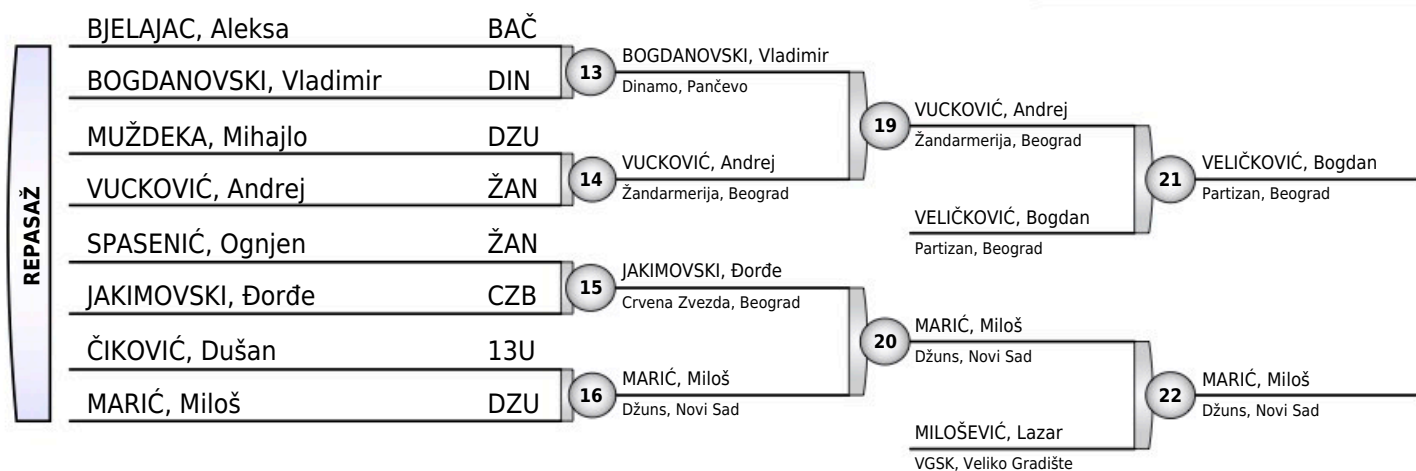 REPASAŽ
BJELAJAC, Aleksa BAČ
BOGDANOVSKI, Vladimir DIN
MUŽDEKA, Mihajlo DZU
VUCKOVIĆ, Andrej ŽAN
SPASENIĆ, Ognjen ŽAN
JAKIMOVSKI, Đorđe CZB
ČIKOVIĆ, Dušan 13U
MARIĆ, Miloš DZU
13
BOGDANOVSKI, Vladimir
Dinamo, Pančevo
14
VUCKOVIĆ, Andrej
Žandarmerija, Beograd
15
JAKIMOVSKI, Đorđe
Crvena Zvezda, Beograd
16
MARIĆ, Miloš
Džuns, Novi Sad
19
VUCKOVIĆ, Andrej
Žandarmerija, Beograd
VELIČKOVIĆ, Bogdan
Partizan, Beograd
20
MARIĆ, Miloš
Džuns, Novi Sad
MILOŠEVIĆ, Lazar
VGSK, Veliko Gradište
21
VELIČKOVIĆ, Bogdan
Partizan, Beograd
22
MARIĆ, Miloš
Džuns, Novi Sad